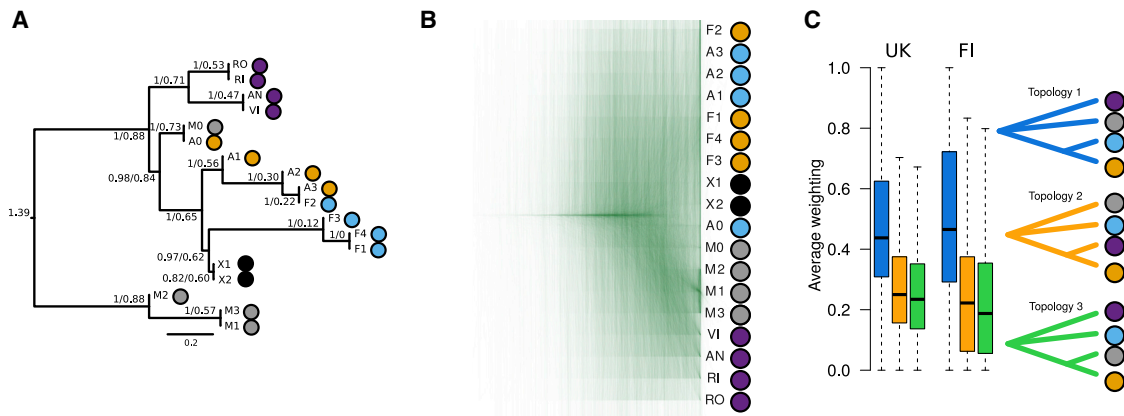 A
B
C
1/0.53
RO
RI
1/0.71
1/0.47
AN
VI
1/0.88
1/0.73
M0
A0
1/0.56
A1
0.98/0.84
1/0.30
A2
A3
1/0.22
F2
1/0.65
1/0.12
F3
1/0
F4
F1
1.39
0.97/0.62
X1
0.82/0.60
X2
1/0.88
M2
1/0.57
M3
M1
0.2
F2
A3
A2
A1
F1
F4
F3
X1
X2
A0
M0
M2
M1
M3
VI
AN
RI
RO
UK
FI
Average weighting
1.0
0.8
0.6
0.4
0.2
0.0
Topology 1
Topology 2
Topology 3